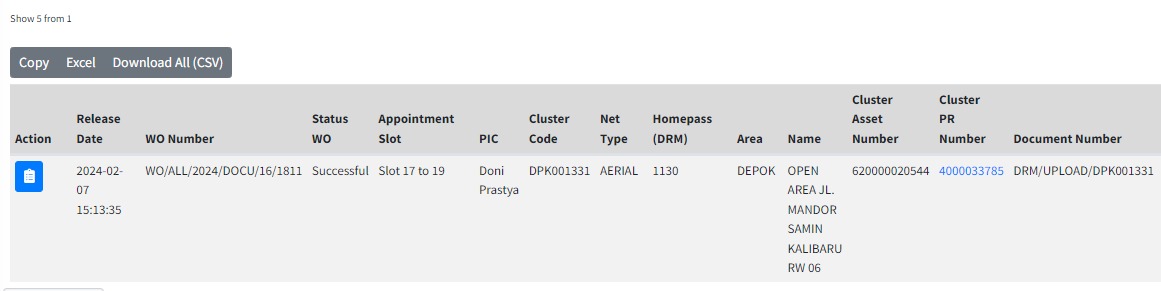 Show 5 from 1
Copy Excel Download All (CSV)
Action Release Date WO Number Status WO Appointment Slot PIC Cluster Code Net Type Homepass (DRM) Area Name Cluster Asset Number Cluster PR Number Document Number
2024-02-07 15:13:35 WO/ALL/2024/DOCU/16/1811 Successful Slot 17 to 19 Doni Prastya DPK001331 AERIAL 1130 DEPOK OPEN AREA JL. MANDOR SAMIN KALIBARU RW 06 620000020544 4000033785 DRM/UPLOAD/DPK001331